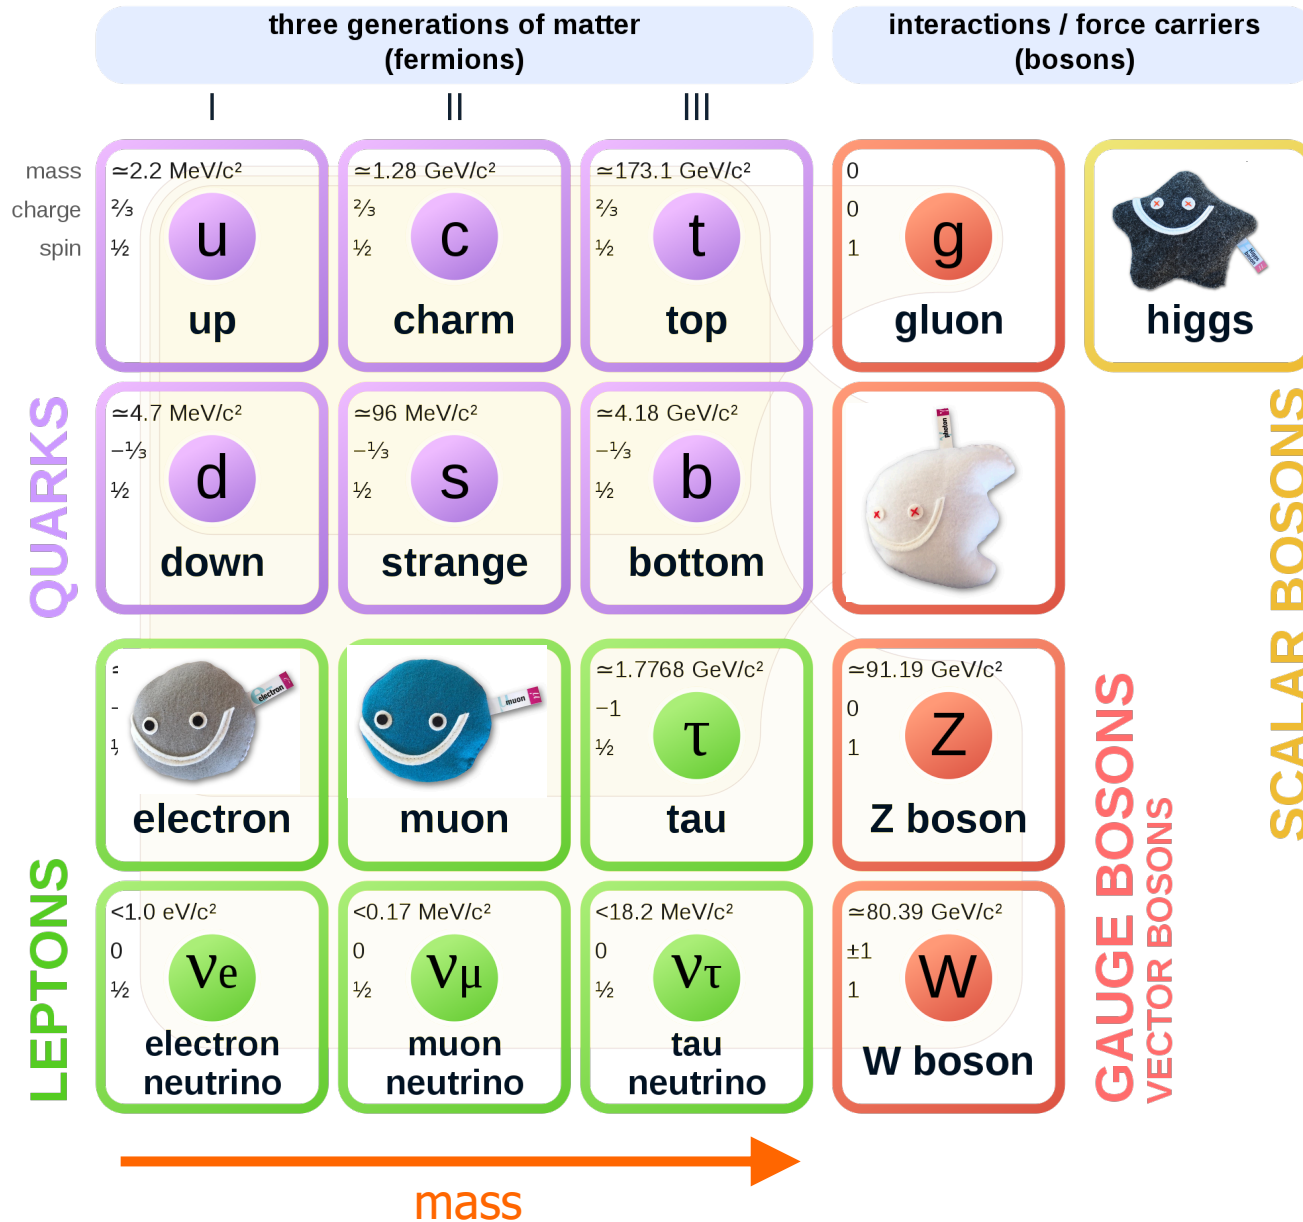 three generations of matter
(fermions)
interactions / force carriers
(bosons)
I
II
III
mass
charge
spin
≃2.2 MeV/c²
⅔
½
u
up
≃1.28 GeV/c²
⅔
½
c
charm
≃173.1 GeV/c²
⅔
½
t
top
0
0
1
g
gluon
higgs
boson
higgs
QUARKS
≃4.7 MeV/c²
−⅓
½
d
down
≃96 MeV/c²
−⅓
½
s
strange
≃4.18 GeV/c²
−⅓
½
b
bottom
photon
SCALAR BOSONS
electron
electron
muon
muon
≃1.7768 GeV/c²
−1
½
τ
tau
≃91.19 GeV/c²
0
1
Z
Z boson
LEPTONS
<1.0 eV/c²
0
½
νe
electron
neutrino
<0.17 MeV/c²
0
½
νμ
muon
neutrino
<18.2 MeV/c²
0
½
ντ
tau
neutrino
≃80.39 GeV/c²
±1
1
W
W boson
GAUGE BOSONS
VECTOR BOSONS
mass